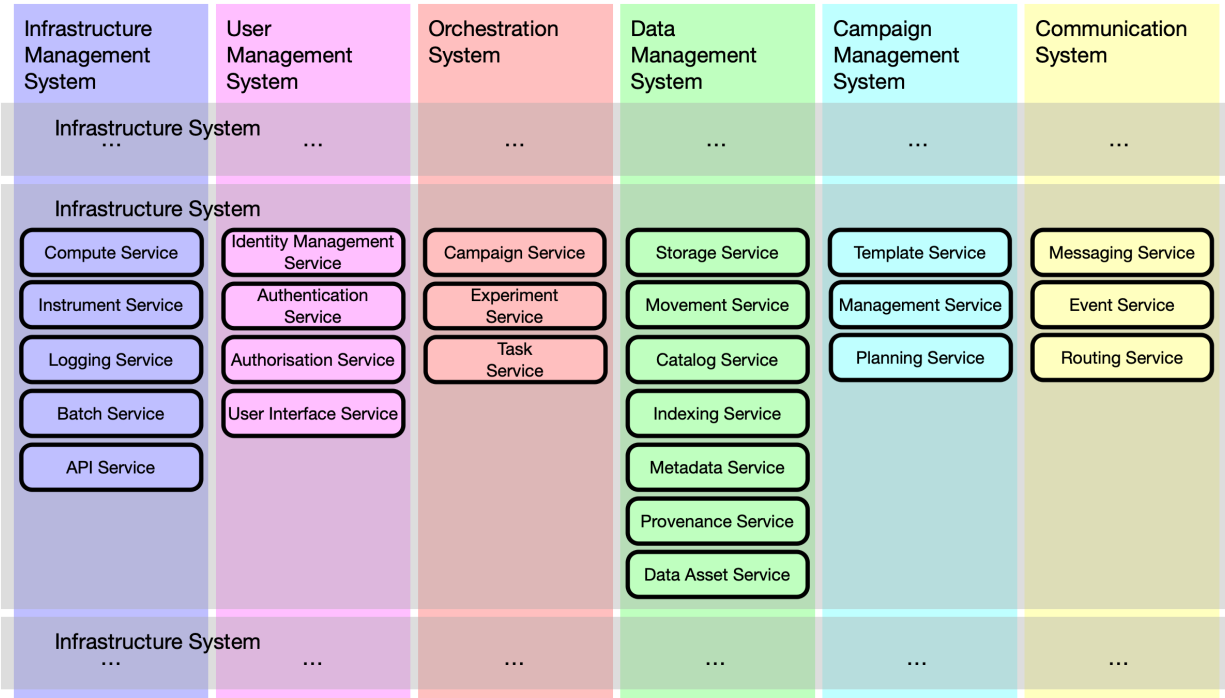 Infrastructure
Management
System
User
Management
System
Orchestration
System
Data
Management
System
Campaign
Management
System
Communication
System
Infrastructure System
...
...
...
...
...
...
Infrastructure System
Compute Service
Instrument Service
Logging Service
Batch Service
API Service
Identity Management
Service
Authentication
Service
Authorisation Service
User Interface Service
Campaign Service
Experiment
Service
Task
Service
Storage Service
Movement Service
Catalog Service
Indexing Service
Metadata Service
Provenance Service
Data Asset Service
Template Service
Management Service
Planning Service
Messaging Service
Event Service
Routing Service
Infrastructure System
...
...
...
...
...
...